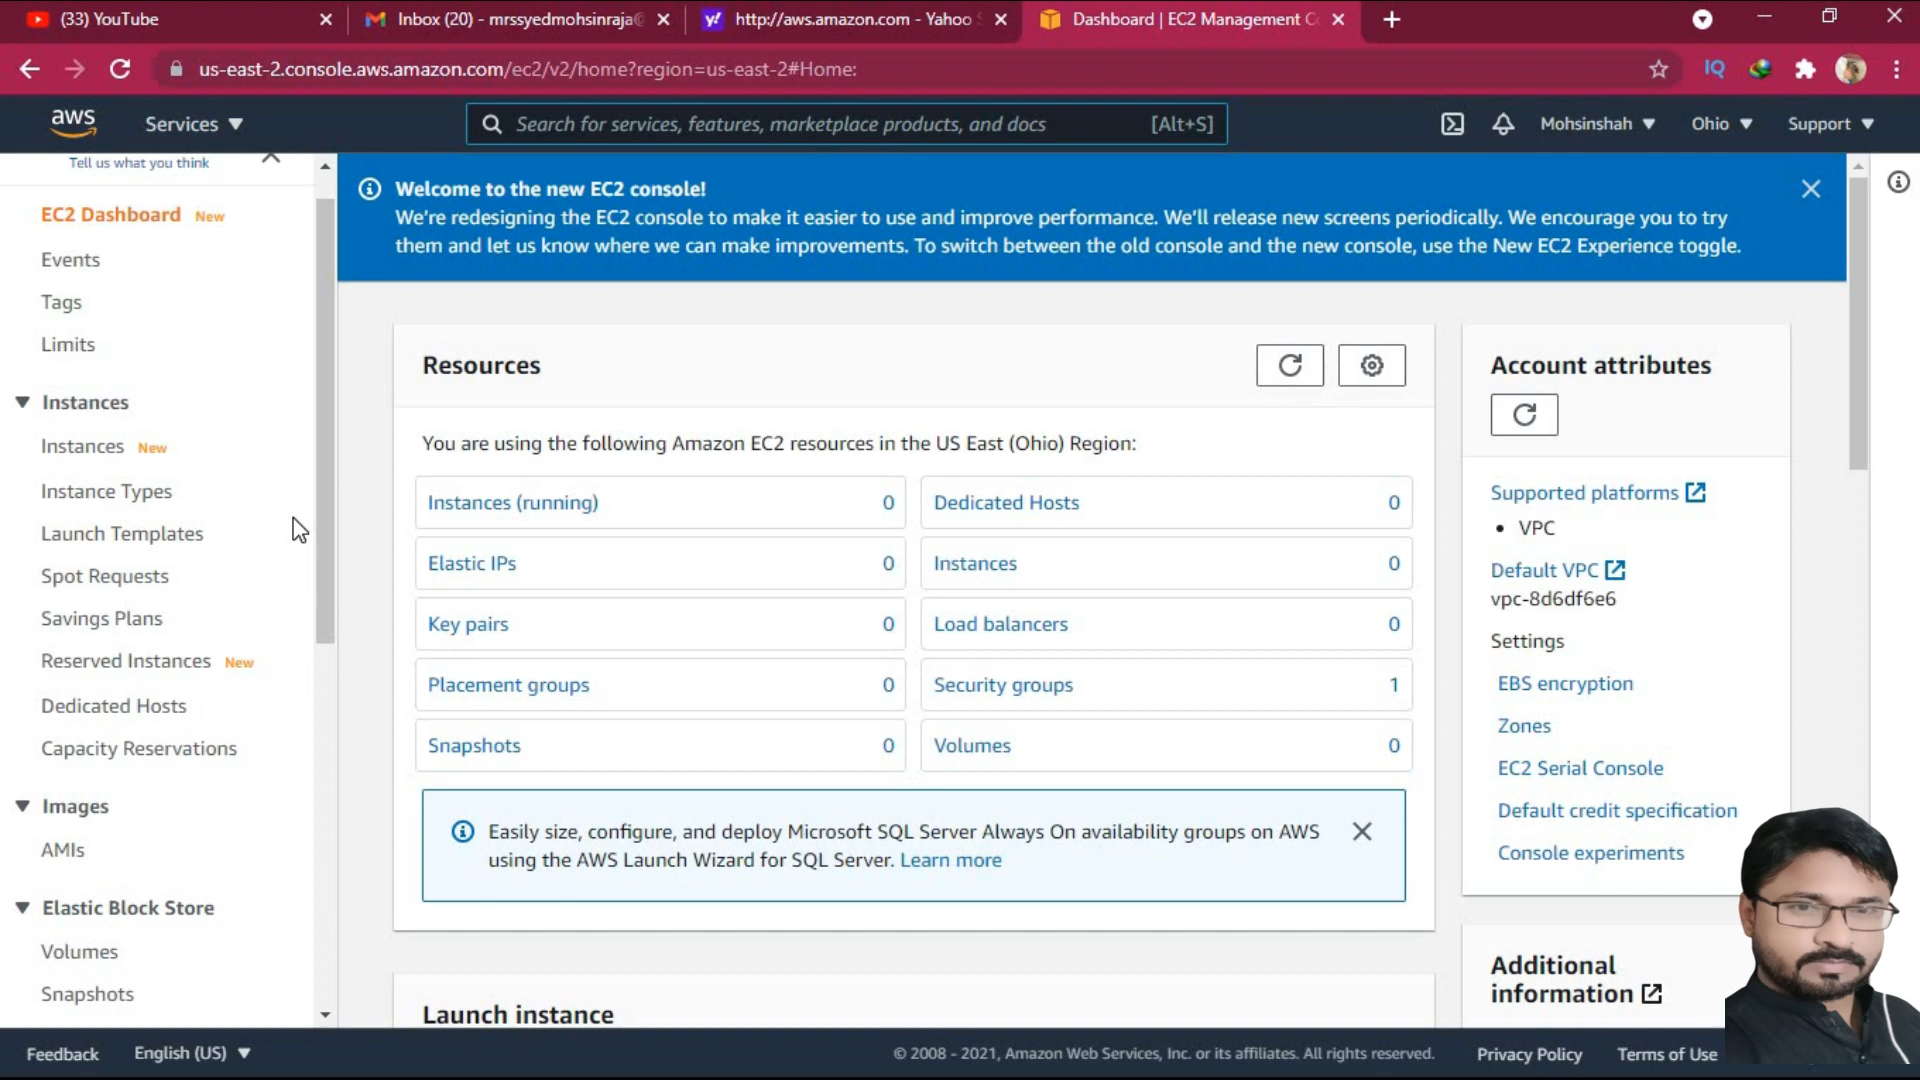 (33) YouTube
Inbox (20) - mrssyedmohsinraja@
http://aws.amazon.com - Yahoo S
Dashboard | EC2 Management Co
us-east-2.console.aws.amazon.com/ec2/v2/home?region=us-east-2#Home:
IQ
aws
Services
Search for services, features, marketplace products, and docs
[Alt+S]
Mohsinshah
Ohio
Support
Tell us what you think
EC2 Dashboard New
Events
Tags
Limits
Instances
Instances New
Instance Types
Launch Templates
Spot Requests
Savings Plans
Reserved Instances New
Dedicated Hosts
Capacity Reservations
Images
AMIs
Elastic Block Store
Volumes
Snapshots
Welcome to the new EC2 console!
We're redesigning the EC2 console to make it easier to use and improve performance. We'll release new screens periodically. We encourage you to try
them and let us know where we can make improvements. To switch between the old console and the new console, use the New EC2 Experience toggle.
Resources
You are using the following Amazon EC2 resources in the US East (Ohio) Region:
Instances (running) 0
Dedicated Hosts 0
Elastic IPs 0
Instances 0
Key pairs 0
Load balancers 0
Placement groups 0
Security groups 1
Snapshots 0
Volumes 0
Easily size, configure, and deploy Microsoft SQL Server Always On availability groups on AWS
using the AWS Launch Wizard for SQL Server. Learn more
Launch instance
Account attributes
Supported platforms
• VPC
Default VPC
vpc-8d6df6e6
Settings
EBS encryption
Zones
EC2 Serial Console
Default credit specification
Console experiments
Additional
information
Feedback
English (US)
© 2008 - 2021, Amazon Web Services, Inc. or its affiliates. All rights reserved.
Privacy Policy
Terms of Use